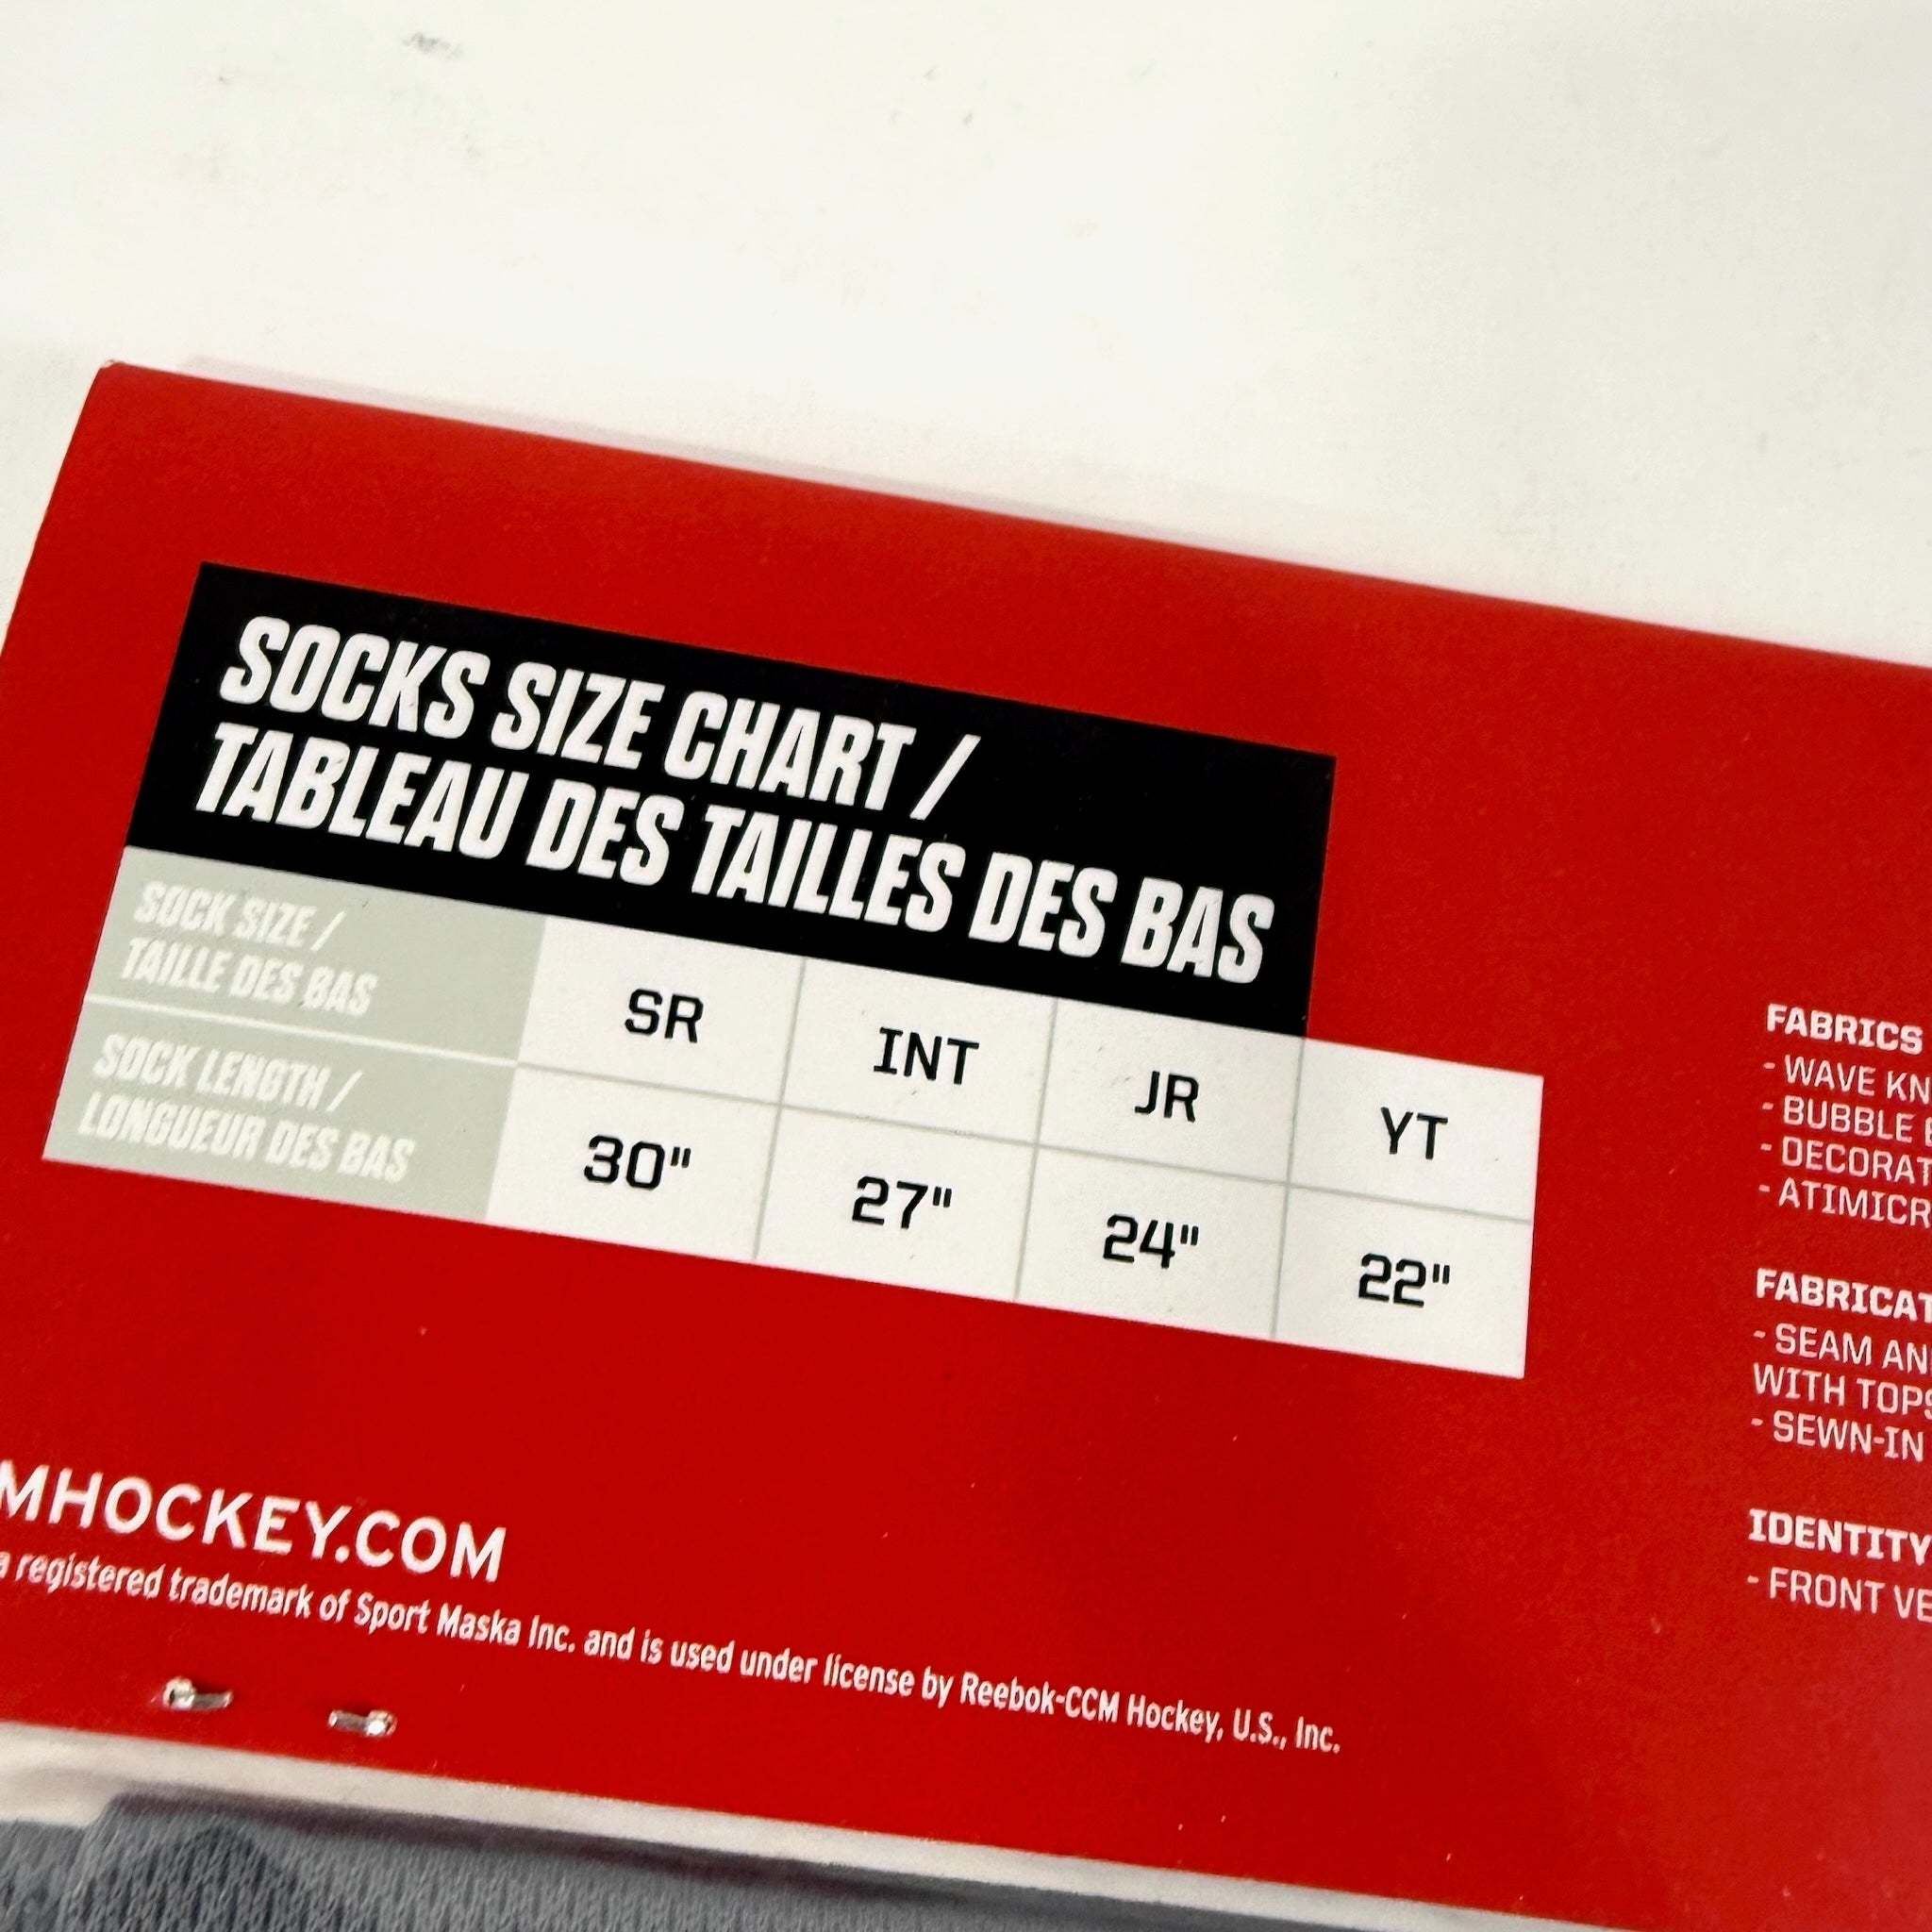 SOCKS SIZE CHART /
TABLEAU DES TAILLES DES BAS
SOCK SIZE /
TAILLE DES BAS
SR INT JR YT
SOCK LENGTH /
LONGUEUR DES BAS
30" 27" 24" 22"
MHOCKEY.COM
a registered trademark of Sport Maska Inc. and is used under license by Reebok-CCM Hockey, U.S., Inc.
FABRICS
- WAVE KN
- BUBBLE
- DECORAT
- ATIMICR
FABRICAT
- SEAM AN
WITH TOPS
- SEWN-IN
IDENTITY
- FRONT VE